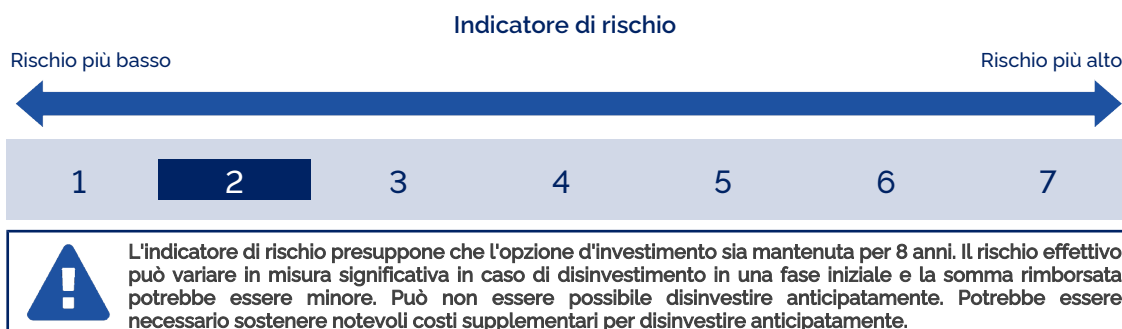 Indicatore di rischio
Rischio più basso Rischio più alto
1 2 3 4 5 6 7
L'indicatore di rischio presuppone che l'opzione d'investimento sia mantenuta per 8 anni. Il rischio effettivo
può variare in misura significativa in caso di disinvestimento in una fase iniziale e la somma rimborsata
potrebbe essere minore. Può non essere possibile disinvestire anticipatamente. Potrebbe essere
necessario sostenere notevoli costi supplementari per disinvestire anticipatamente.